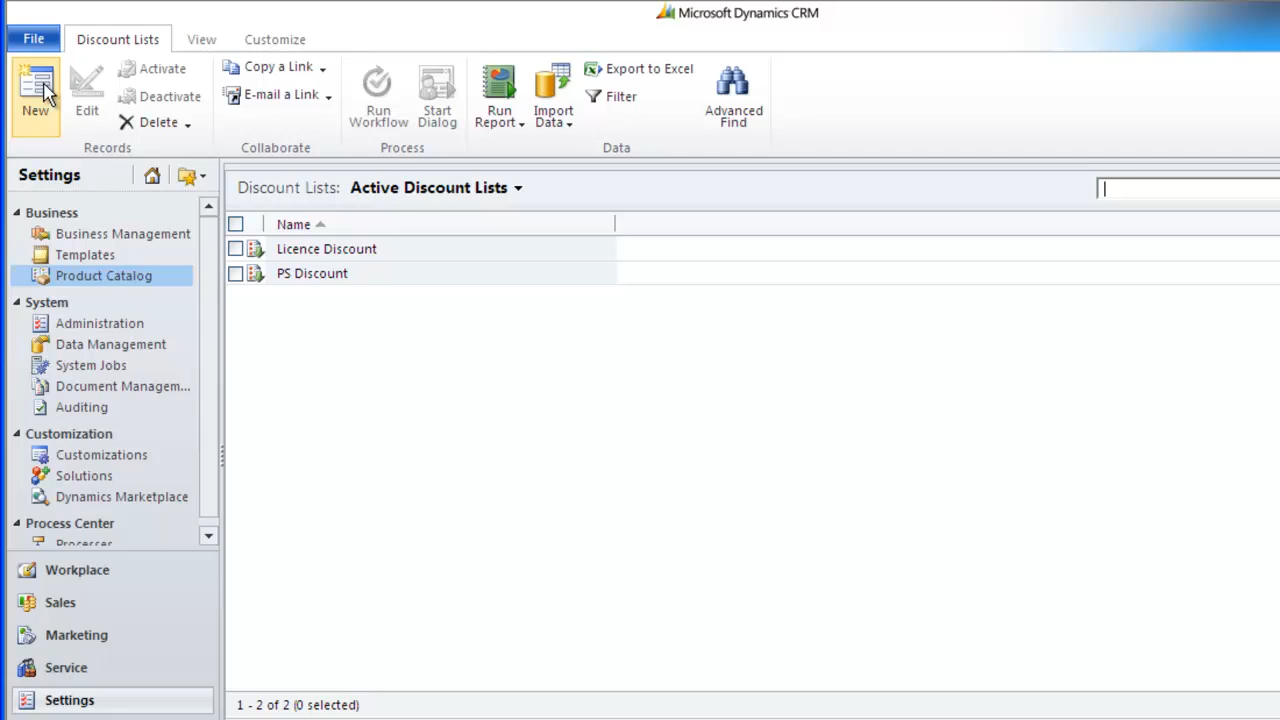 Microsoft Dynamics CRM
File
Discount Lists
View
Customize
New
Edit
Activate
Deactivate
Delete
Records
Copy a Link
E-mail a Link
Collaborate
Run Workflow
Start Dialog
Process
Run Report
Import Data
Export to Excel
Filter
Advanced Find
Data
Settings
Business
Business Management
Templates
Product Catalog
System
Administration
Data Management
System Jobs
Document Managem...
Auditing
Customization
Customizations
Solutions
Dynamics Marketplace
Process Center
Processes
Workplace
Sales
Marketing
Service
Settings
Discount Lists: Active Discount Lists
Name
Licence Discount
PS Discount
1 - 2 of 2 (0 selected)